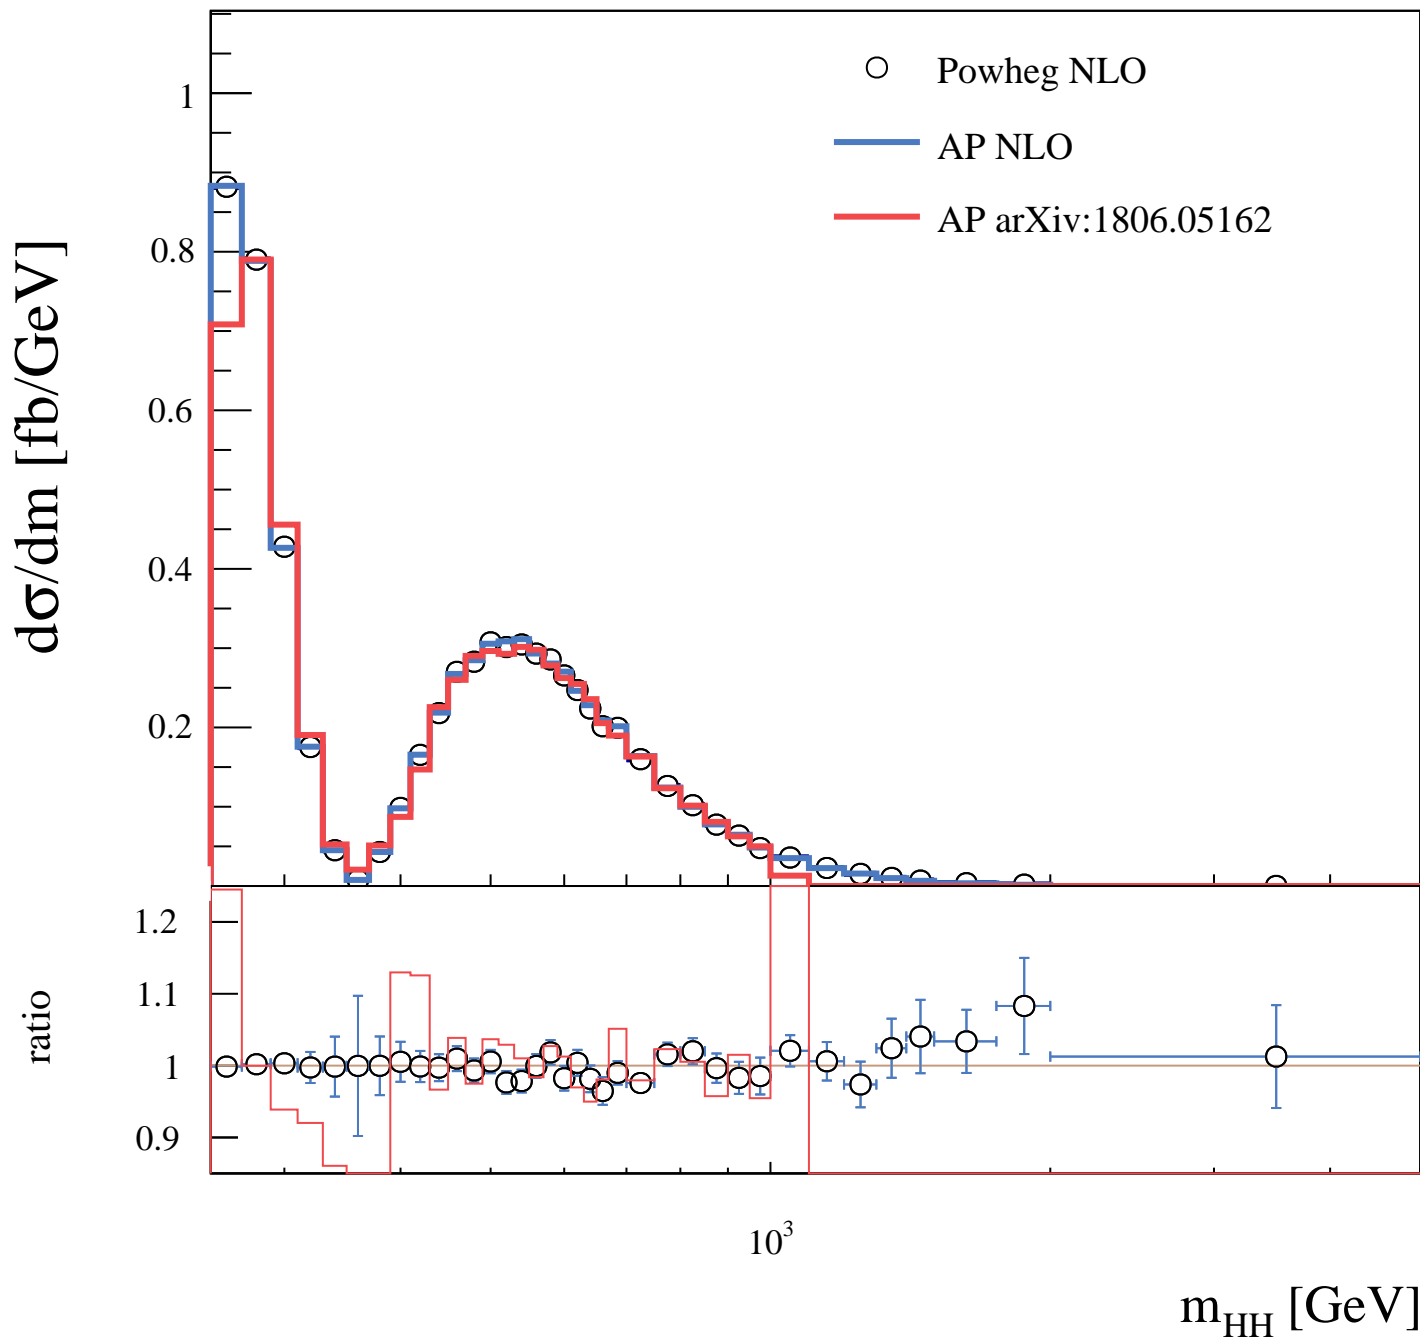 Powheg NLO
AP NLO
AP arXiv:1806.05162
dσ/dm [fb/GeV]
1
0.8
0.6
0.4
0.2
ratio
1.2
1.1
1
0.9
10³
m_HH [GeV]